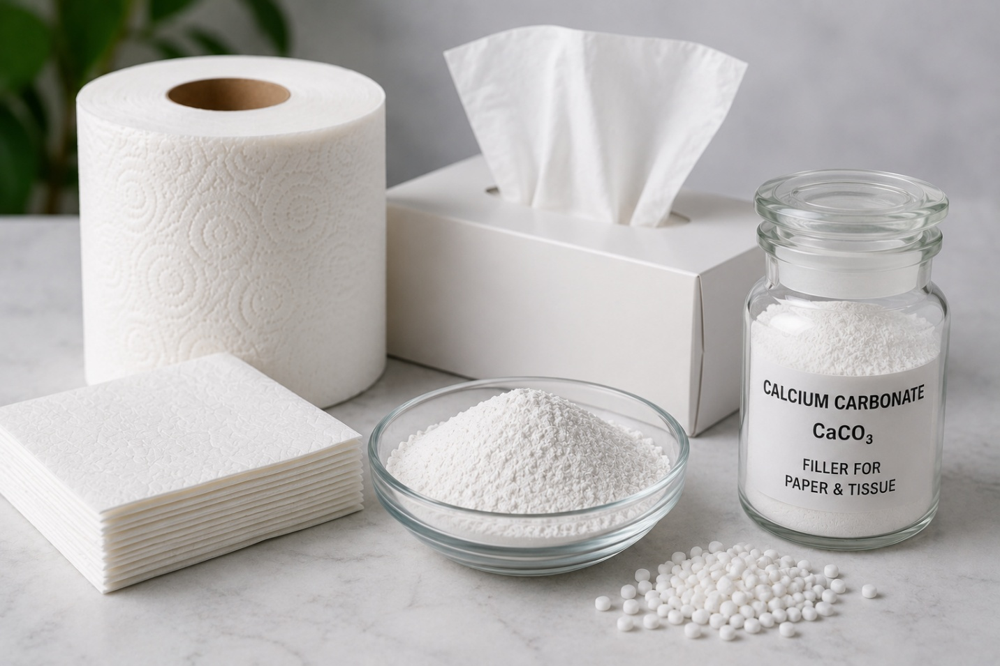 CALCIUM CARBONATE
CaCO₃
FILLER FOR
PAPER & TISSUE